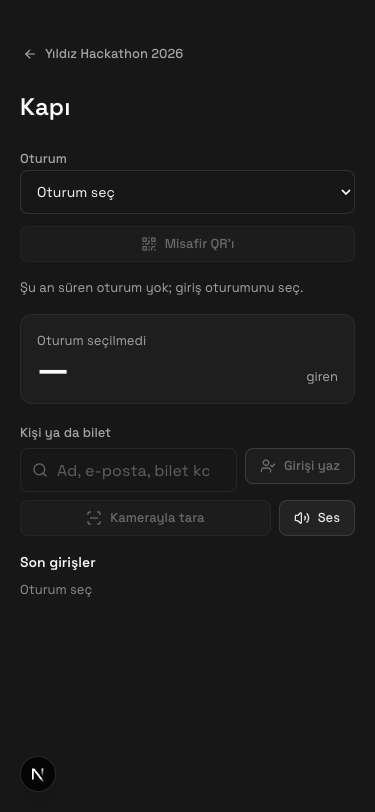 Yıldız Hackathon 2026
Kapı
Oturum
Oturum seç
Misafir QR'ı
Şu an süren oturum yok; giriş oturumunu seç.
Oturum seçilmedi
—
giren
Kişi ya da bilet
Ad, e-posta, bilet ko
Girişi yaz
Kamerayla tara
Ses
Son girişler
Oturum seç
N